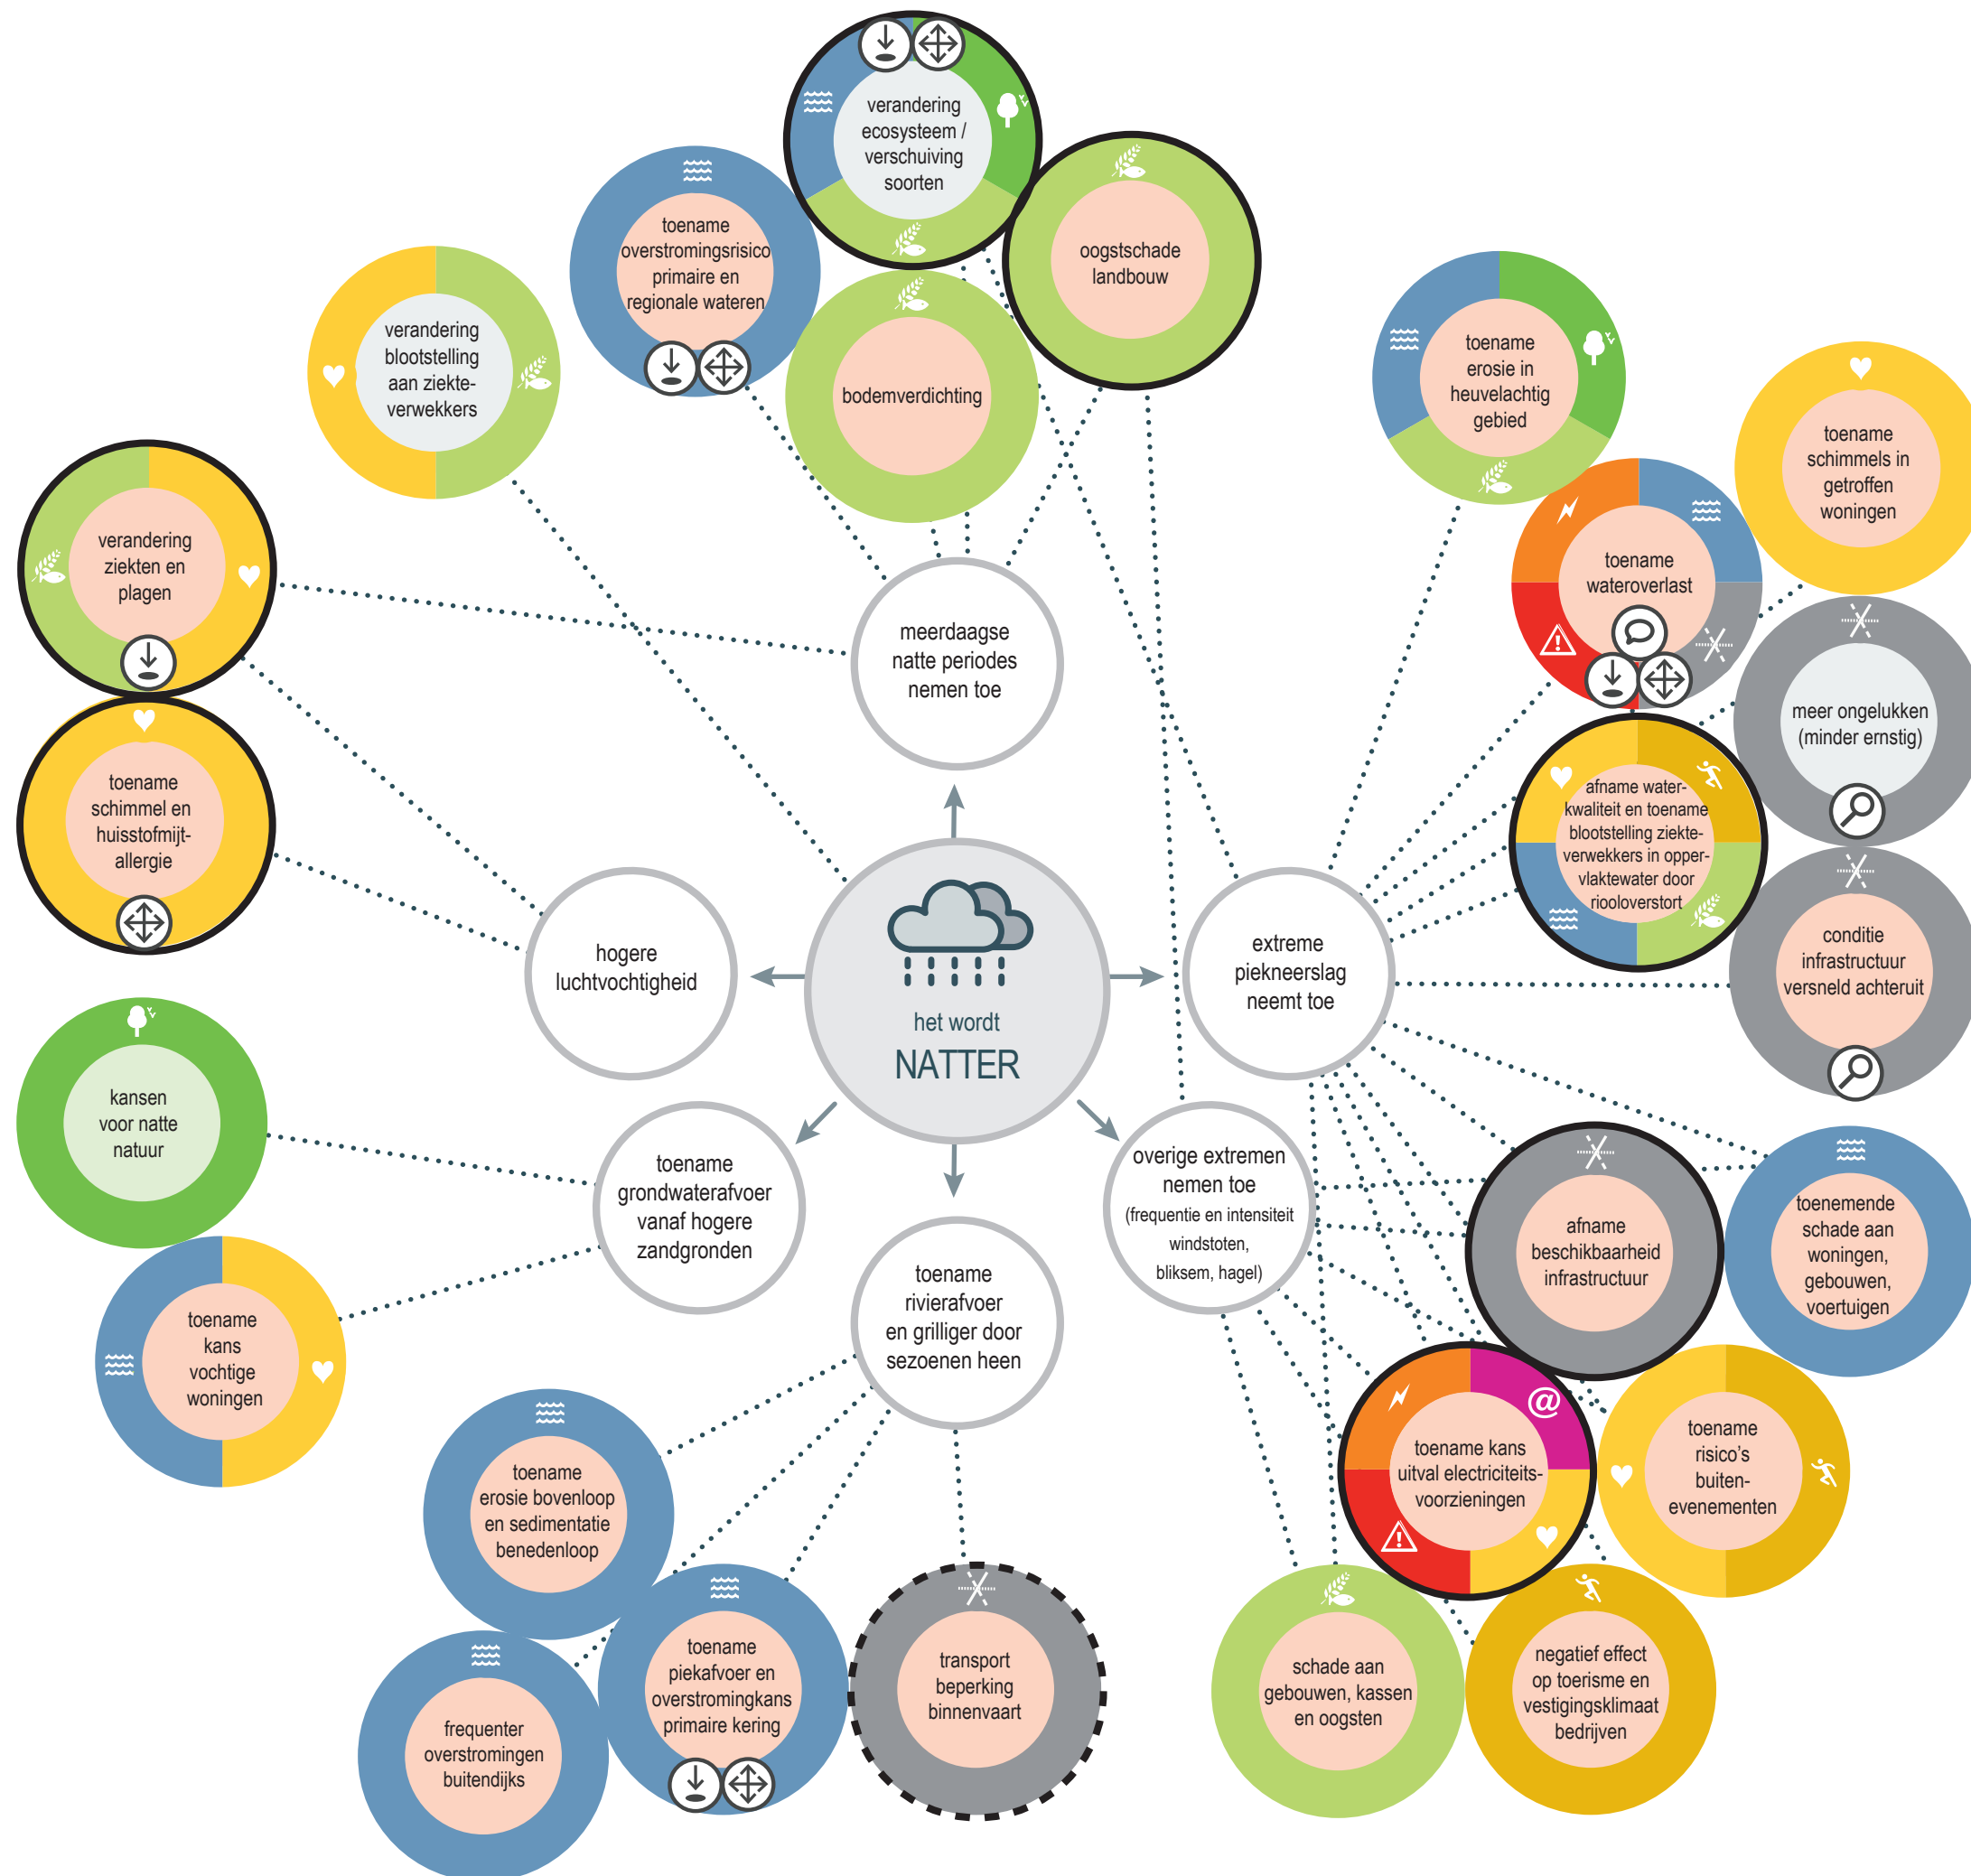 verandering
ecosysteem /
verschuiving
soorten
toename
overstromingsrisico
primaire en
regionale wateren
oogstschade
landbouw
verandering
blootstelling
aan ziekte-
verwekkers
bodemverdichting
toename
erosie in
heuvelachtig
gebied
toename
schimmels in
getroffen
woningen
verandering
ziekten en
plagen
toename
wateroverlast
meerdaagse
natte periodes
nemen toe
meer ongelukken
(minder ernstig)
toename
schimmel en
huisstofmijt-
allergie
afname water-
kwaliteit en toename
blootstelling ziekte-
verwekkers in opper-
vlaktewater door
riooloverstort
hogere
luchtvochtigheid
het wordt
NATTER
extreme
piekneerslag
neemt toe
conditie
infrastructuur
versneld achteruit
kansen
voor natte
natuur
toename
grondwaterafvoer
vanaf hogere
zandgronden
overige extremen
nemen toe
(frequentie en intensiteit
windstoten,
bliksem, hagel)
afname
beschikbaarheid
infrastructuur
toenemende
schade aan
woningen,
gebouwen,
voertuigen
toename
kans
vochtige
woningen
toename
rivierafvoer
en grilliger door
sezoenen heen
@
toename kans
uitval electriciteits-
voorzieningen
toename
risico's
buiten-
evenementen
toename
erosie bovenloop
en sedimentatie
benedenloop
toename
piekafvoer en
overstromingkans
primaire kering
transport
beperking
binnenvaart
schade aan
gebouwen, kassen
en oogsten
negatief effect
op toerisme en
vestigingsklimaat
bedrijven
frequenter
overstromingen
buitendijks